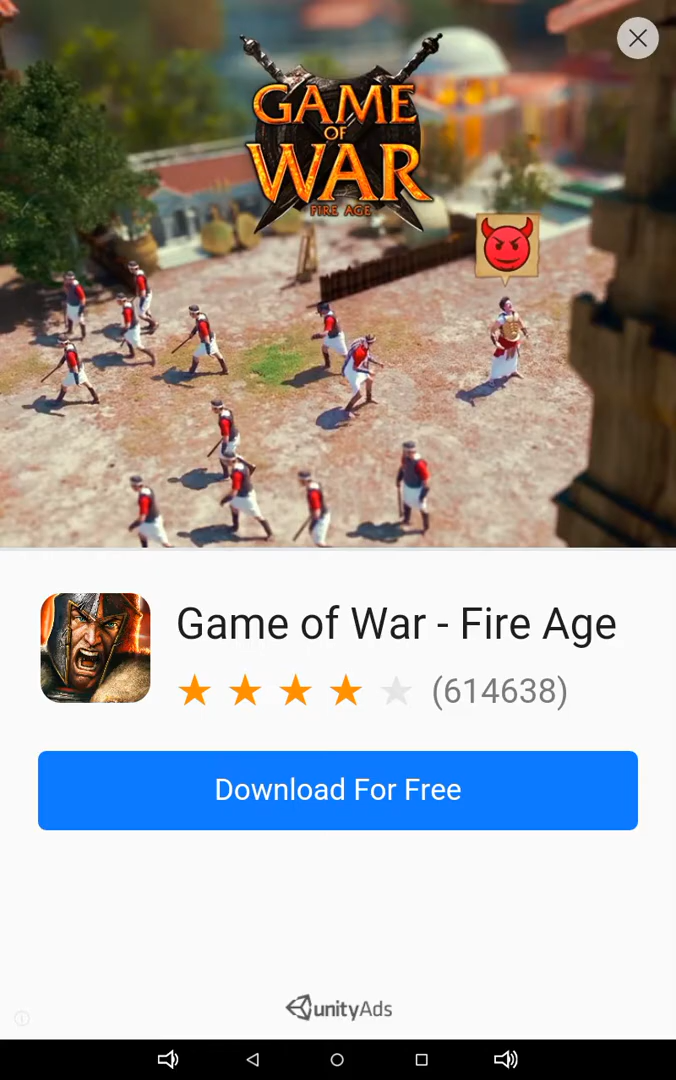 GAME
OF
WAR
FIRE AGE
Game of War - Fire Age
(614638)
Download For Free
unityAds